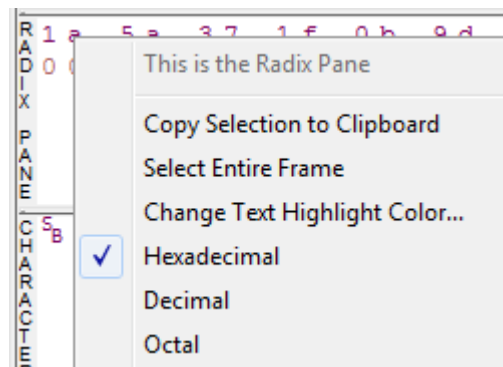 RADIX PANE
1a 5a 37 1f 0b 9d
This is the Radix Pane
Copy Selection to Clipboard
Select Entire Frame
Change Text Highlight Color...
Hexadecimal
Decimal
Octal
CHARACTE
SB